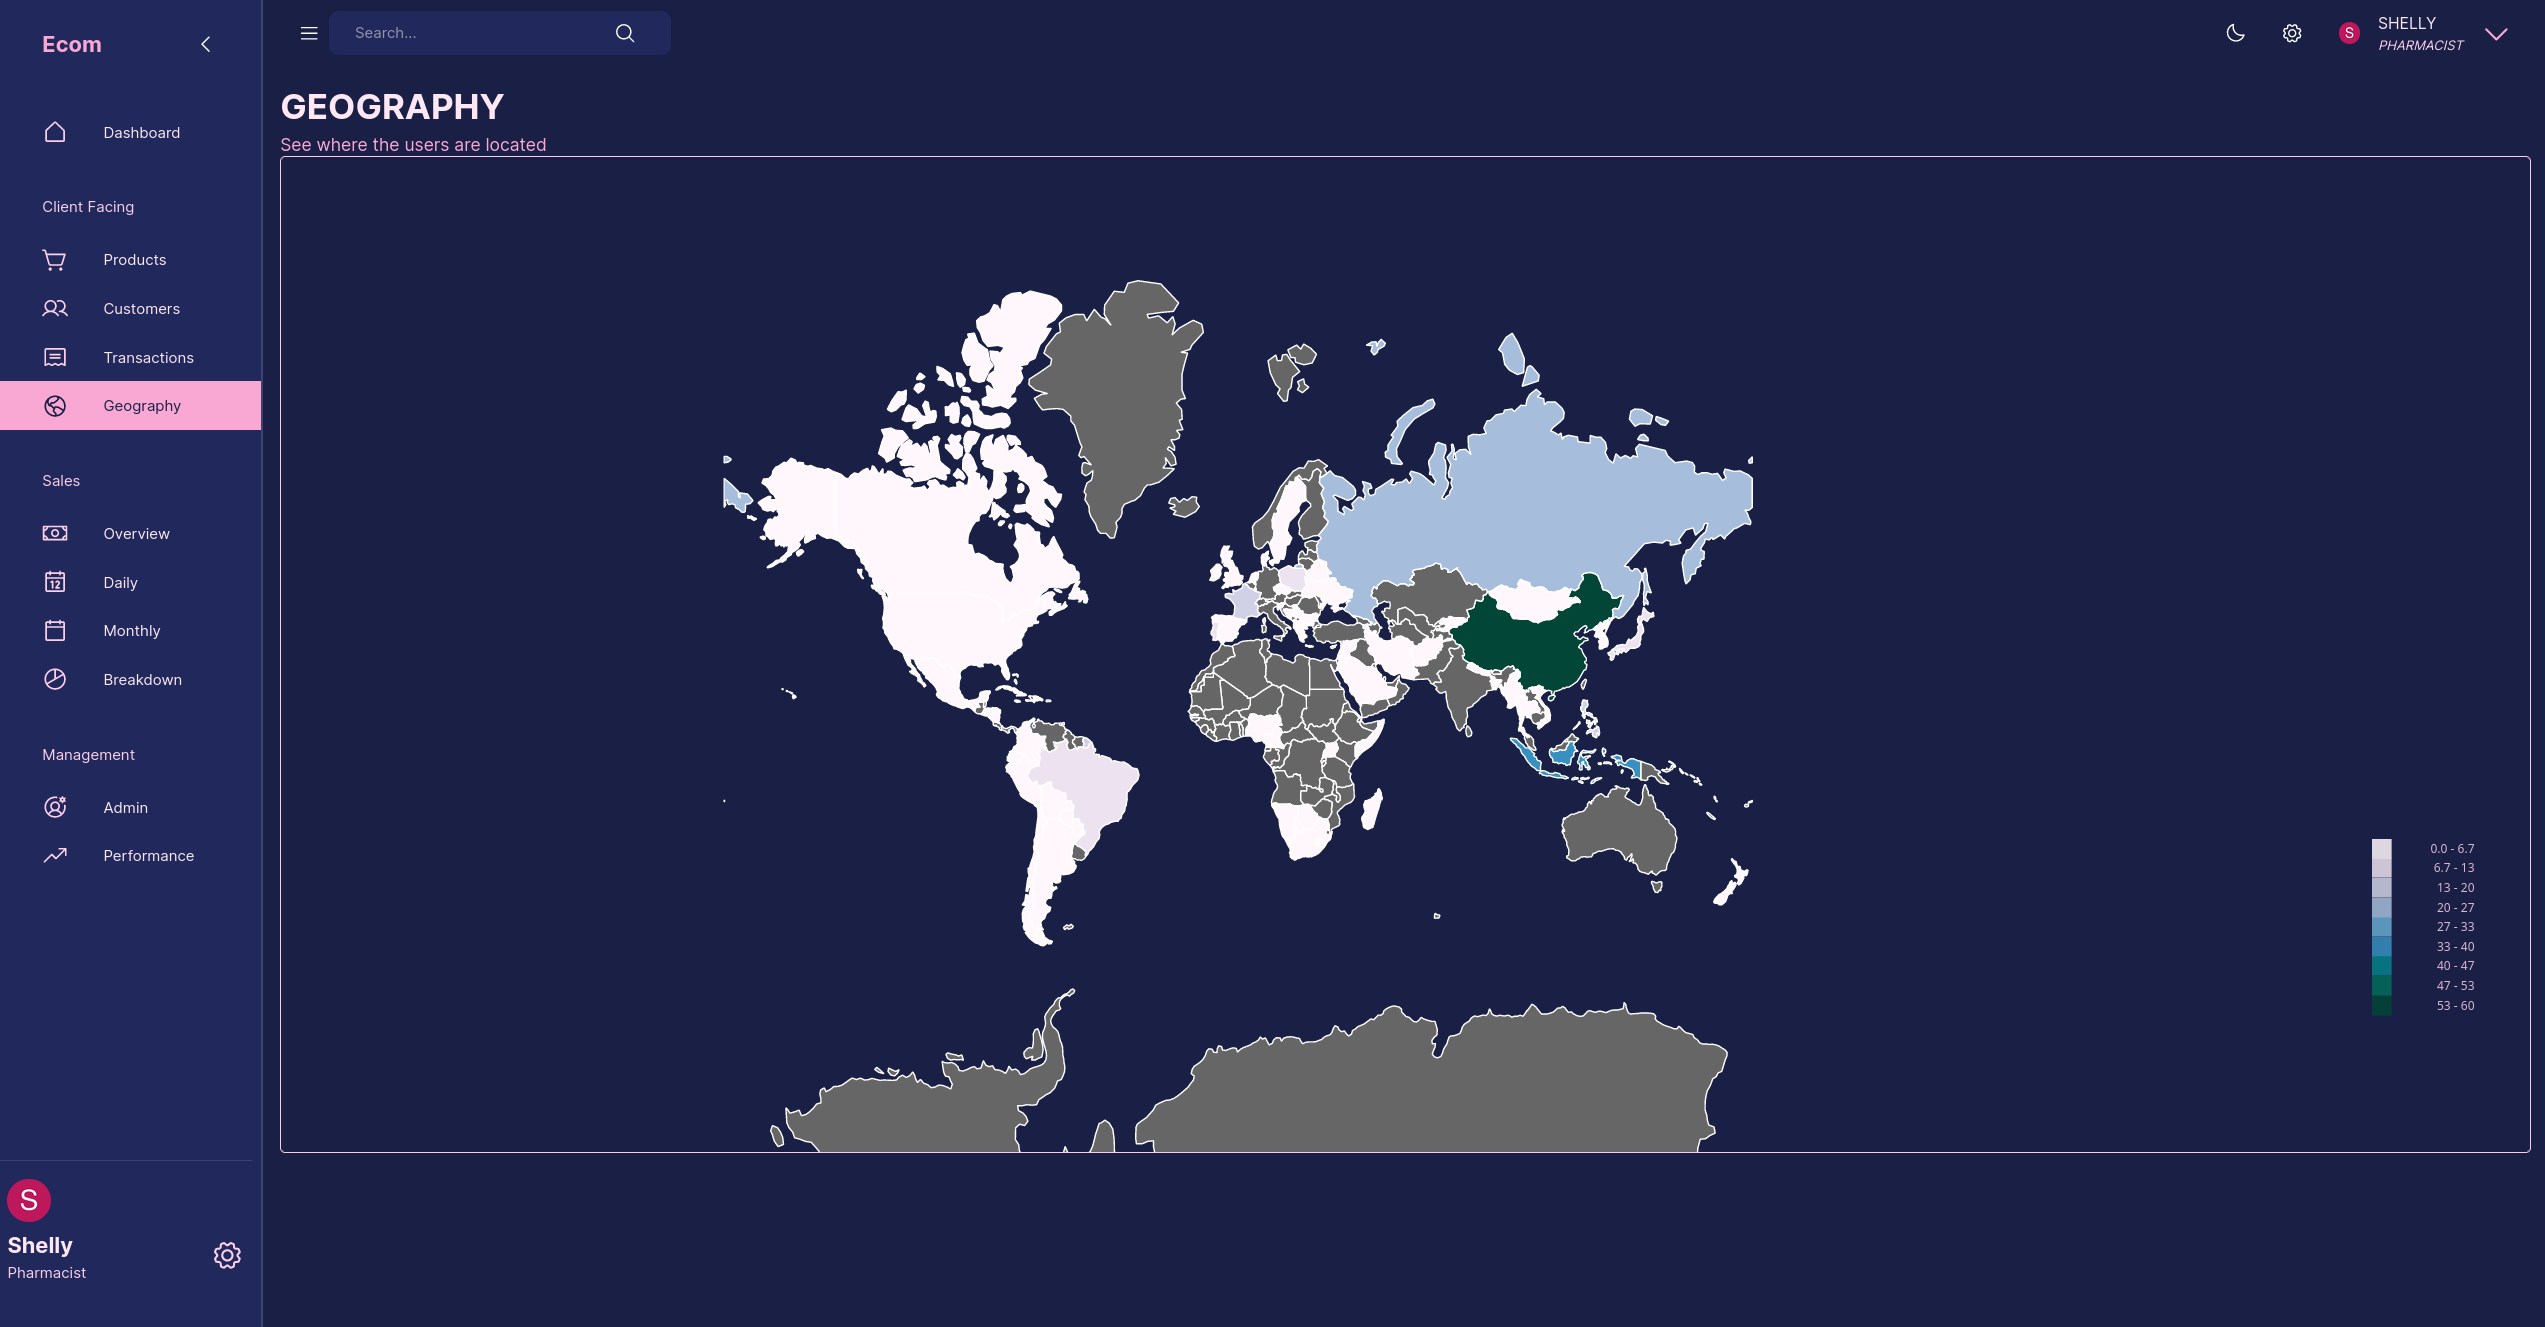 Ecom
Dashboard
Client Facing
Products
Customers
Transactions
Geography
Sales
Overview
12
Daily
Monthly
Breakdown
Management
Admin
Performance
S
Shelly
Pharmacist
Search...
S
SHELLY
PHARMACIST
GEOGRAPHY
See where the users are located
0.0 - 6.7
6.7 - 13
13 - 20
20 - 27
27 - 33
33 - 40
40 - 47
47 - 53
53 - 60